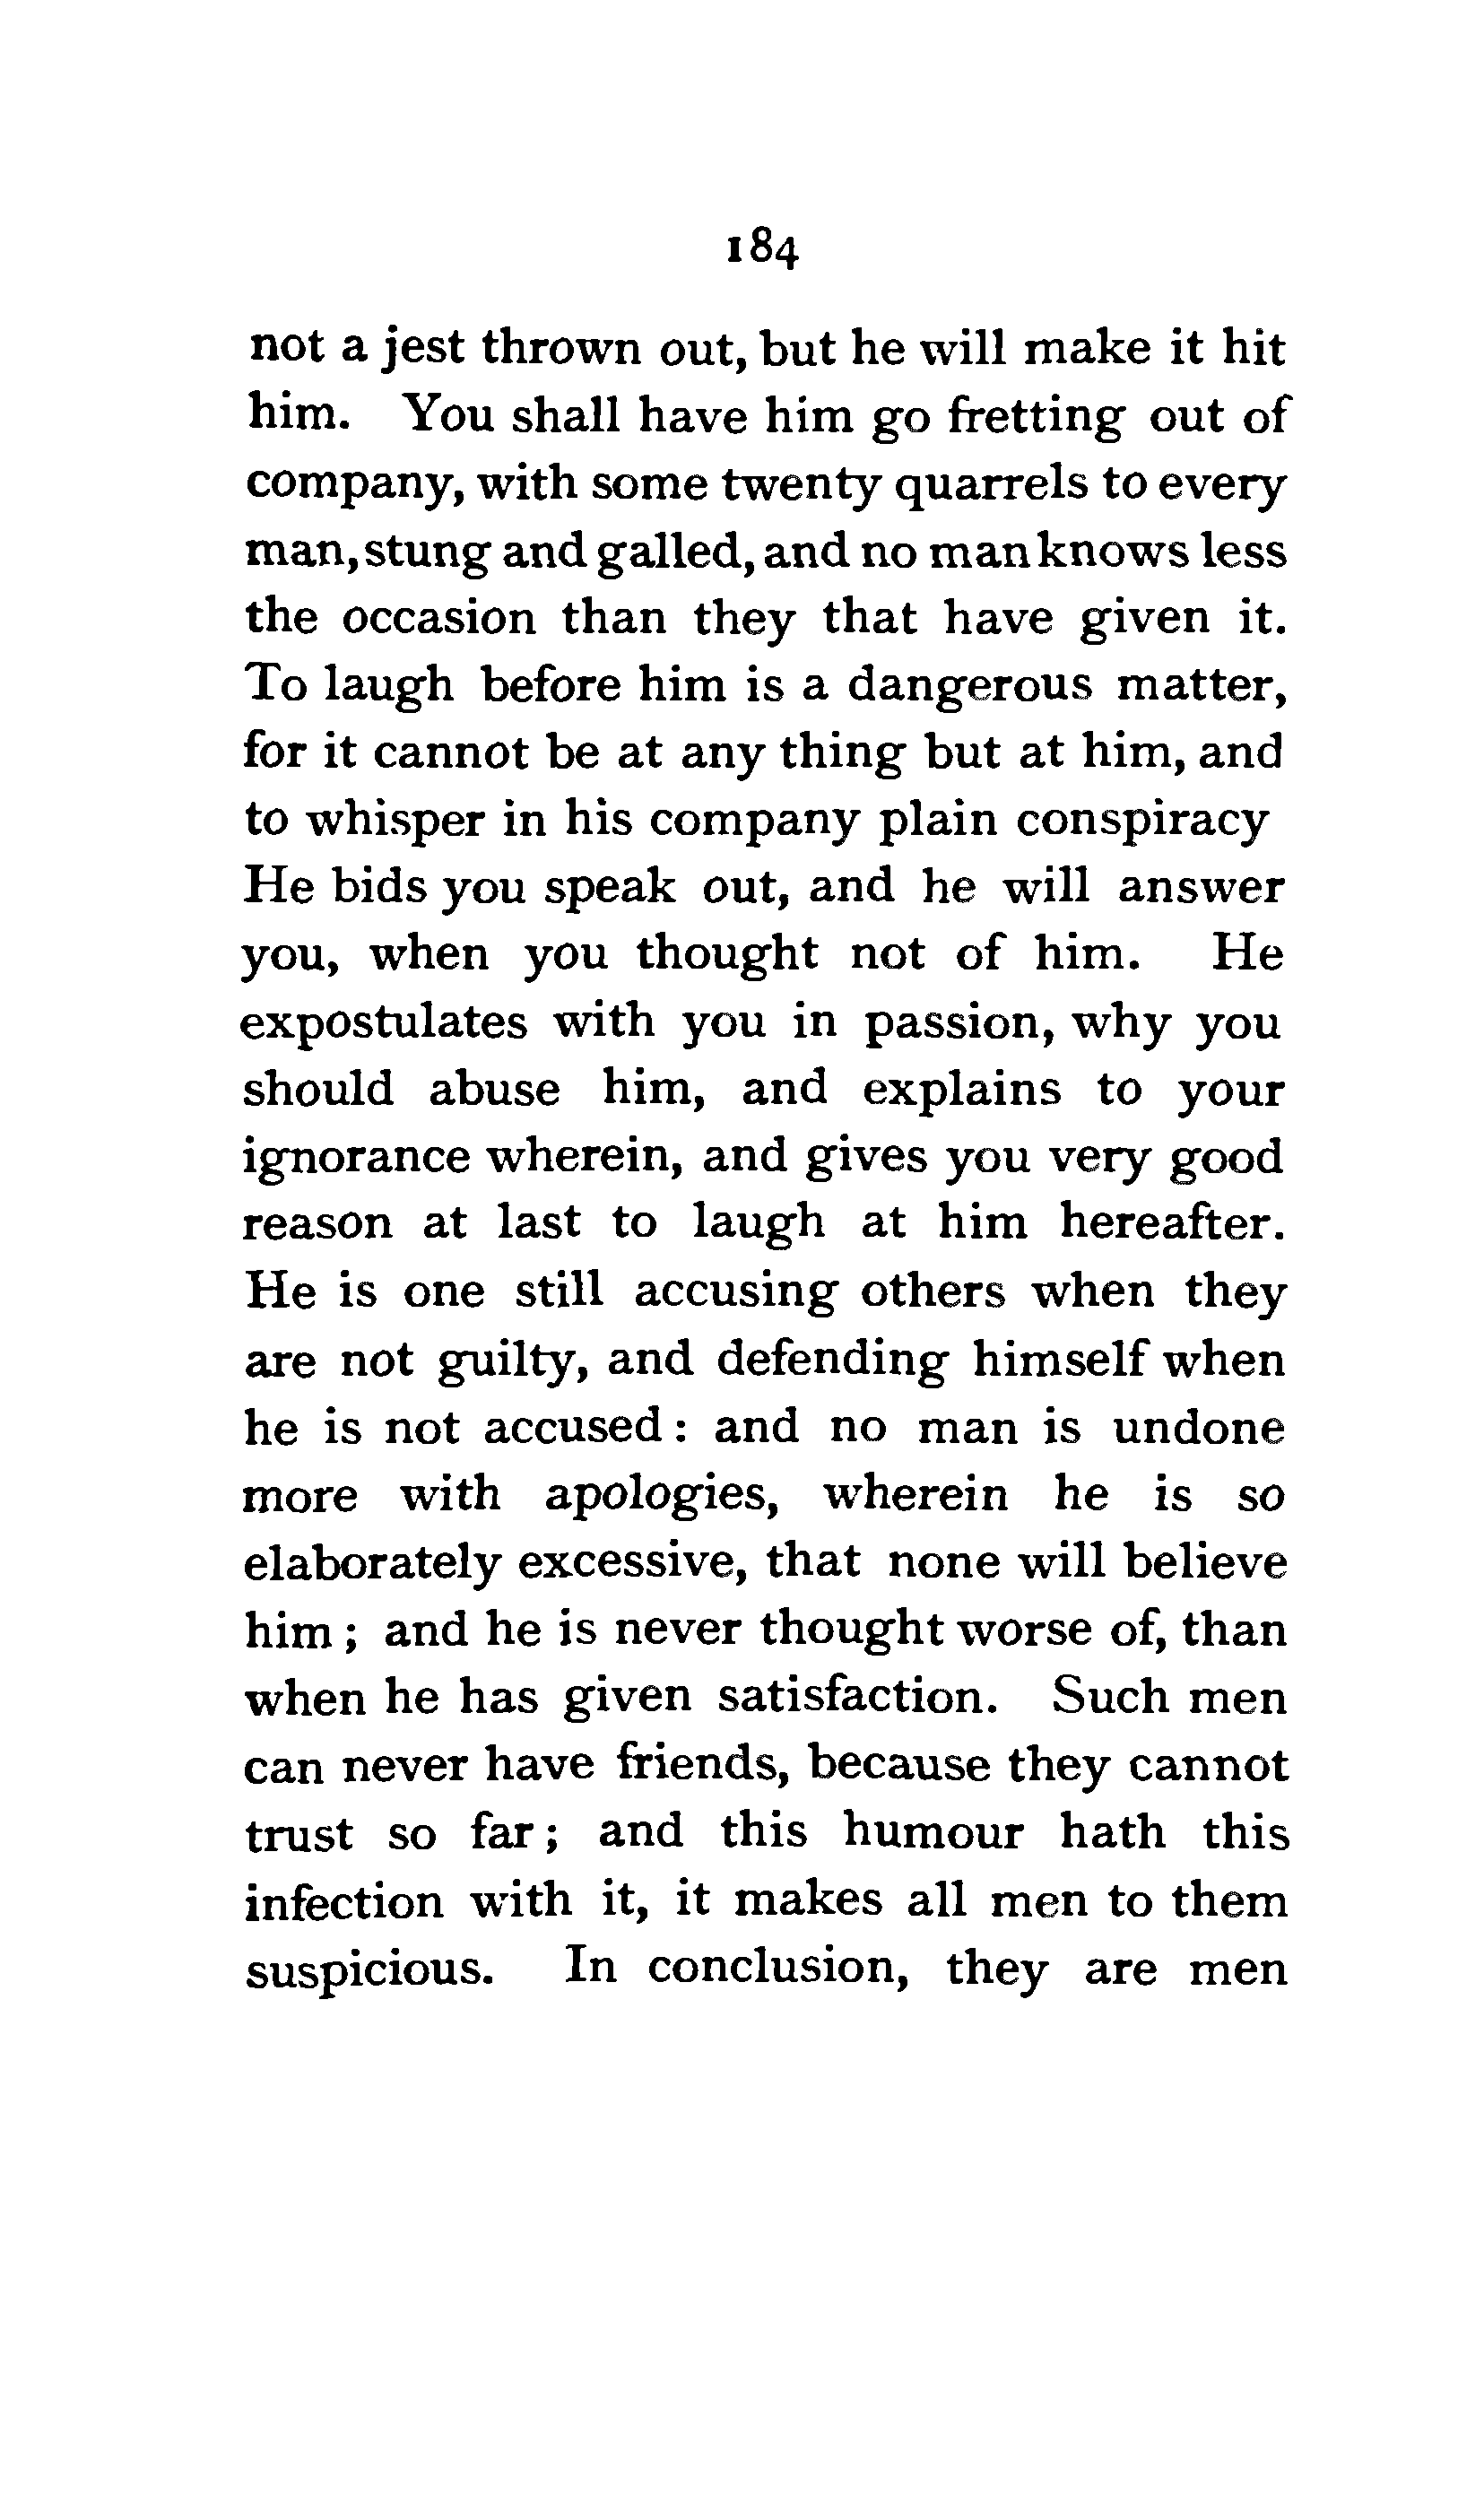 184
not a jest thrown out, but he will make it hit
him. You shall have him go fretting out of
company, with some twenty quarrels to every
man, stung and galled, and no man knows less
the occasion than they that have given it.
To laugh before him is a dangerous matter,
for it cannot be at any thing but at him, and
to whisper in his company plain conspiracy
He bids you speak out, and he will answer
you, when you thought not of him. He
expostulates with you in passion, why you
should abuse him, and explains to your
ignorance wherein, and gives you very good
reason at last to laugh at him hereafter.
He is one still accusing others when they
are not guilty, and defending himself when
he is not accused : and no man is undone
more with apologies, wherein he is so
elaborately excessive, that none will believe
him ; and he is never thought worse of, than
when he has given satisfaction. Such men
can never have friends, because they cannot
trust so far ; and this humour hath this
infection with it, it makes all men to them
suspicious. In conclusion, they are men